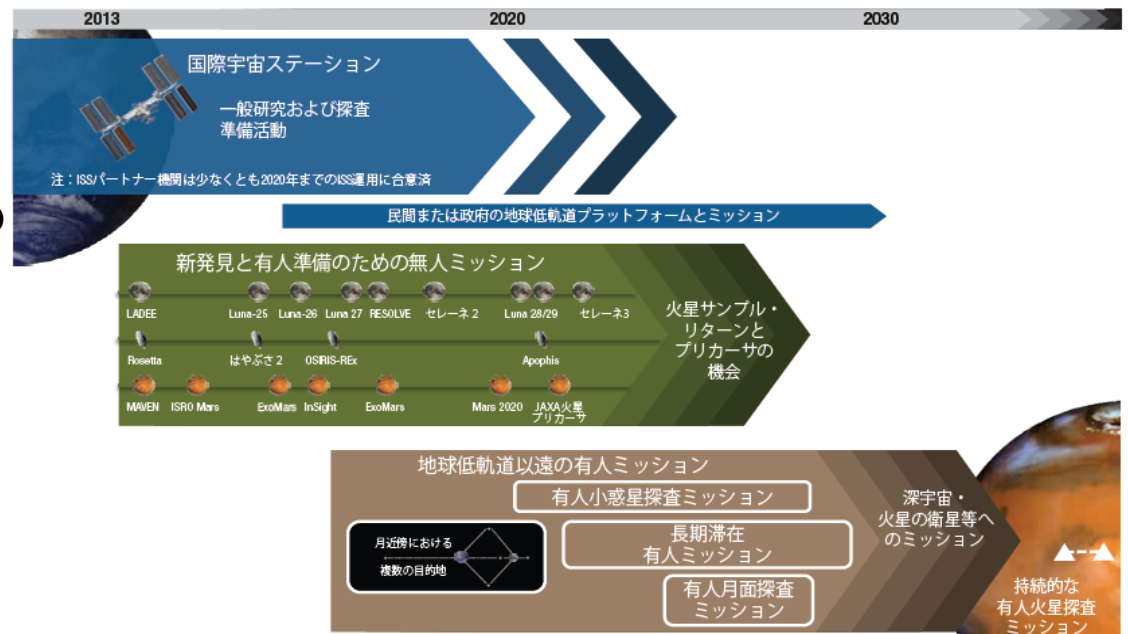 2013
2020
2030
国際宇宙ステーション
一般研究および探査
準備活動
注：ISSパートナー機関は少なくとも2020年までのISS運用に合意済
民間または政府の地球低軌道プラットフォームとミッション
新発見と有人準備のための無人ミッション
LADEE
Luna-25
Luna-26
Luna 27
RESOLVE
セレーネ 2
Luna 28/29
セレーネ3
Rosetta
はやぶさ 2
OSIRIS-REx
Apophis
MAVEN
ISRO Mars
ExoMars
InSight
ExoMars
Mars 2020
JAXA火星
プリカーサ
火星サンプル・
リターンと
プリカーサの
機会
地球低軌道以遠の有人ミッション
有人小惑星探査ミッション
月近傍における
複数の目的地
長期滞在
有人ミッション
有人月面探査
ミッション
深宇宙・
火星の衛星等へ
のミッション
持続的な
有人火星探査
ミッション